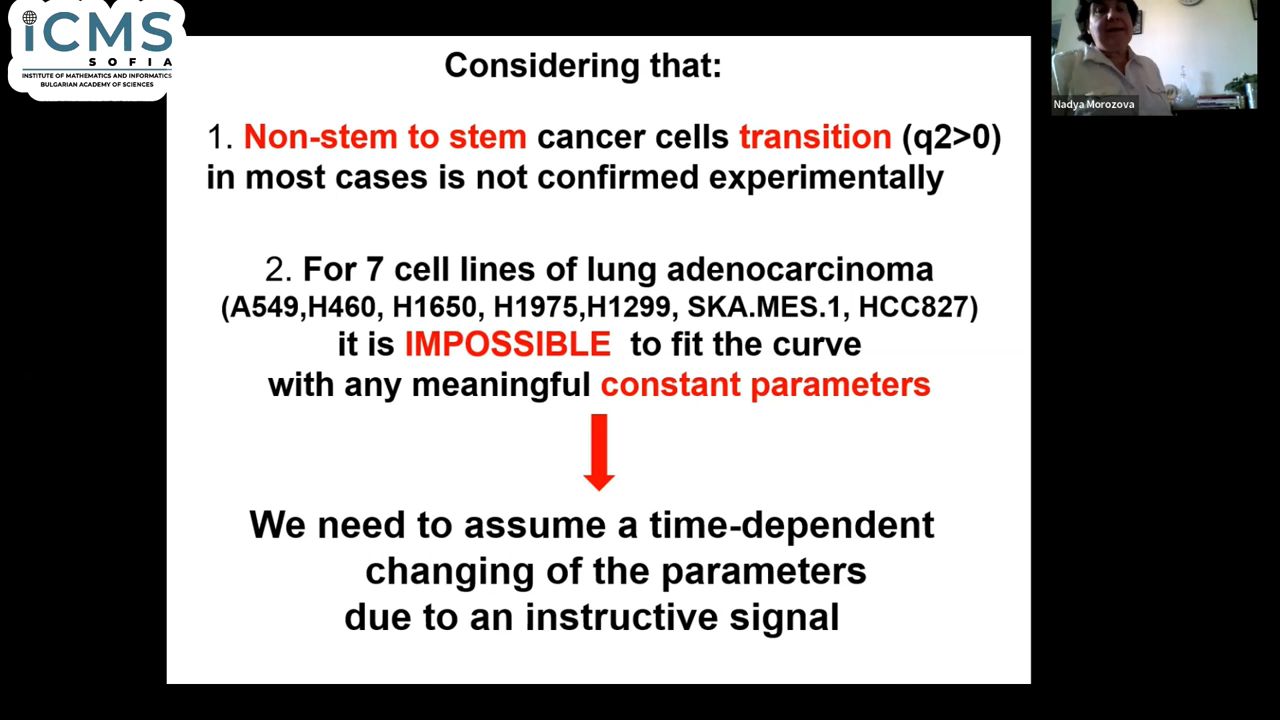 iCMS
SOFIA
INSTITUTE OF MATHEMATICS AND INFORMATICS
BULGARIAN ACADEMY OF SCIENCES
Nadya Morozova
Considering that:
1. Non-stem to stem cancer cells transition (q2>0)
in most cases is not confirmed experimentally
2. For 7 cell lines of lung adenocarcinoma
(A549,H460, H1650, H1975,H1299, SKA.MES.1, HCC827)
it is IMPOSSIBLE to fit the curve
with any meaningful constant parameters
We need to assume a time-dependent
changing of the parameters
due to an instructive signal